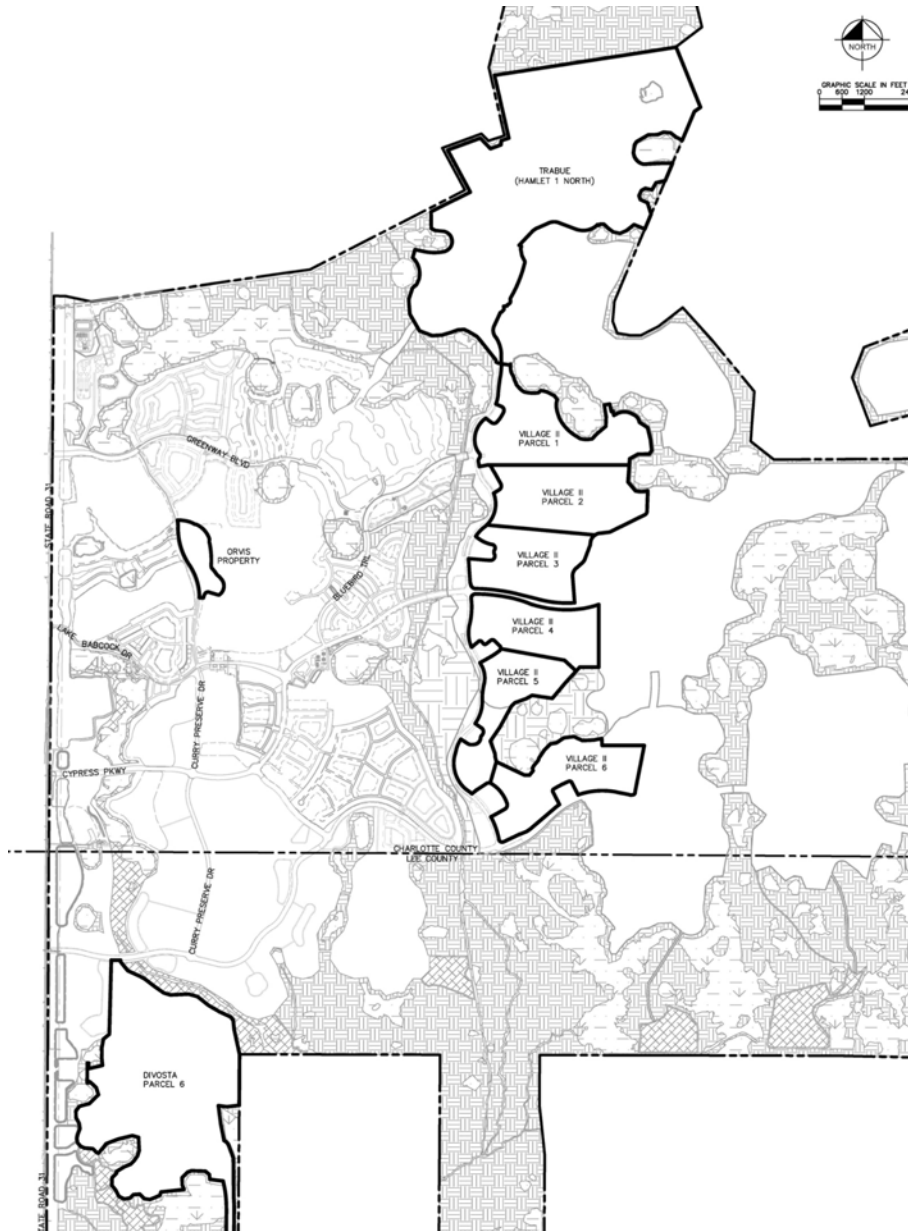 NORTH
GRAPHIC SCALE IN FEET
0 600 1200 24
TRABUE
(HAMLET 1 NORTH)
VILLAGE II
PARCEL 1
GREENWAY BLVD
VILLAGE II
PARCEL 2
STATE ROAD 31
ORVIS
PROPERTY
VILLAGE II
PARCEL 3
BLUEBIRD TRL
VILLAGE II
PARCEL 4
LAKE BABCOCK DR
VILLAGE II
PARCEL 5
CURRY PRESERVE DR
VILLAGE II
PARCEL 6
CYPRESS PKWY
CHARLOTTE COUNTY
LEE COUNTY
CURRY PRESERVE DR
DIVOSTA
PARCEL 6
STATE ROAD 31